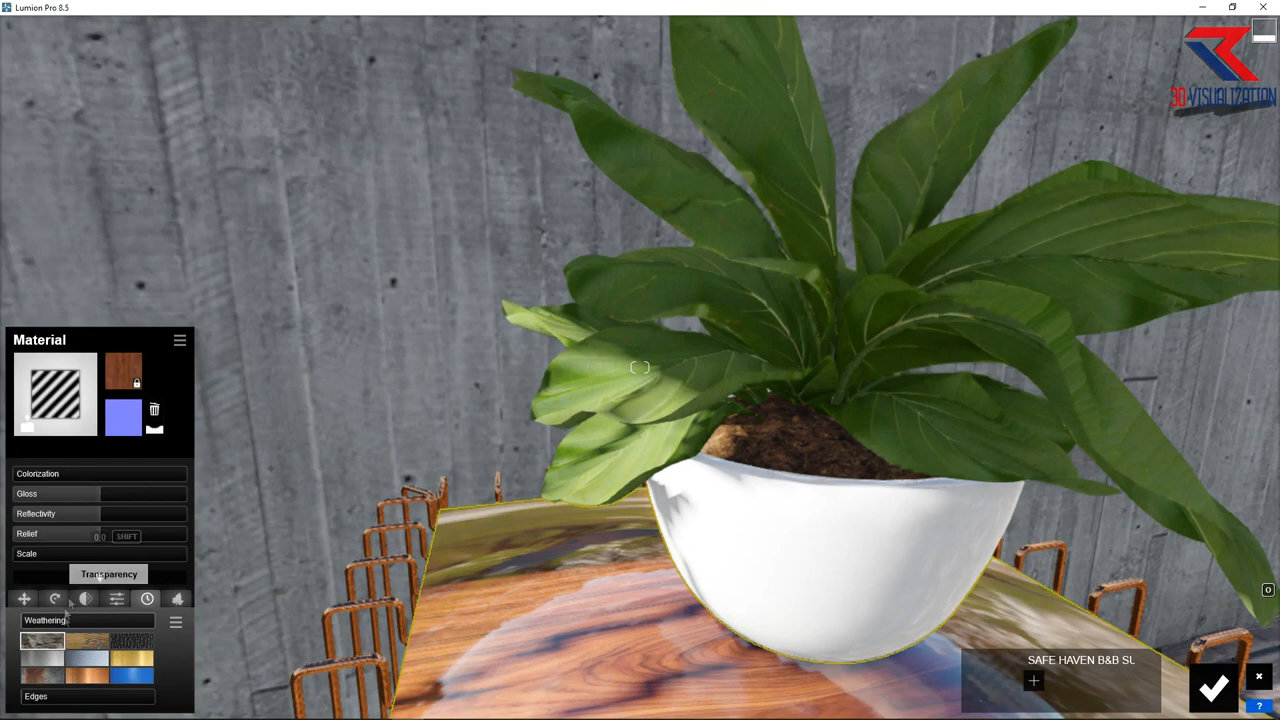 Lumion Pro 8.5
3D-VISUALIZATION
Material
Colorization
Gloss
Reflectivity
Relief
0.0 SHIFT
Scale
Transparency
Weathering
Edges
O
SAFE HAVEN B&B SL
?